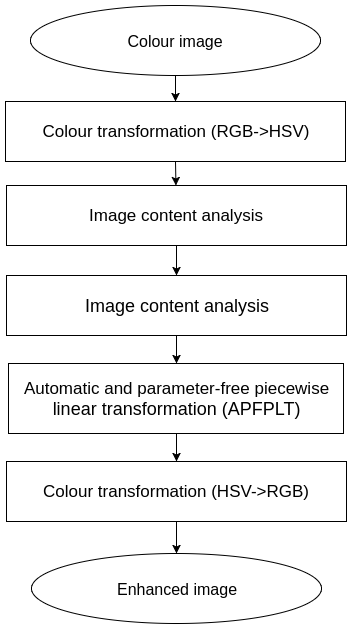 Colour image
Colour transformation (RGB->HSV)
Image content analysis
Image content analysis
Automatic and parameter-free piecewise
linear transformation (APFPLT)
Colour transformation (HSV->RGB)
Enhanced image